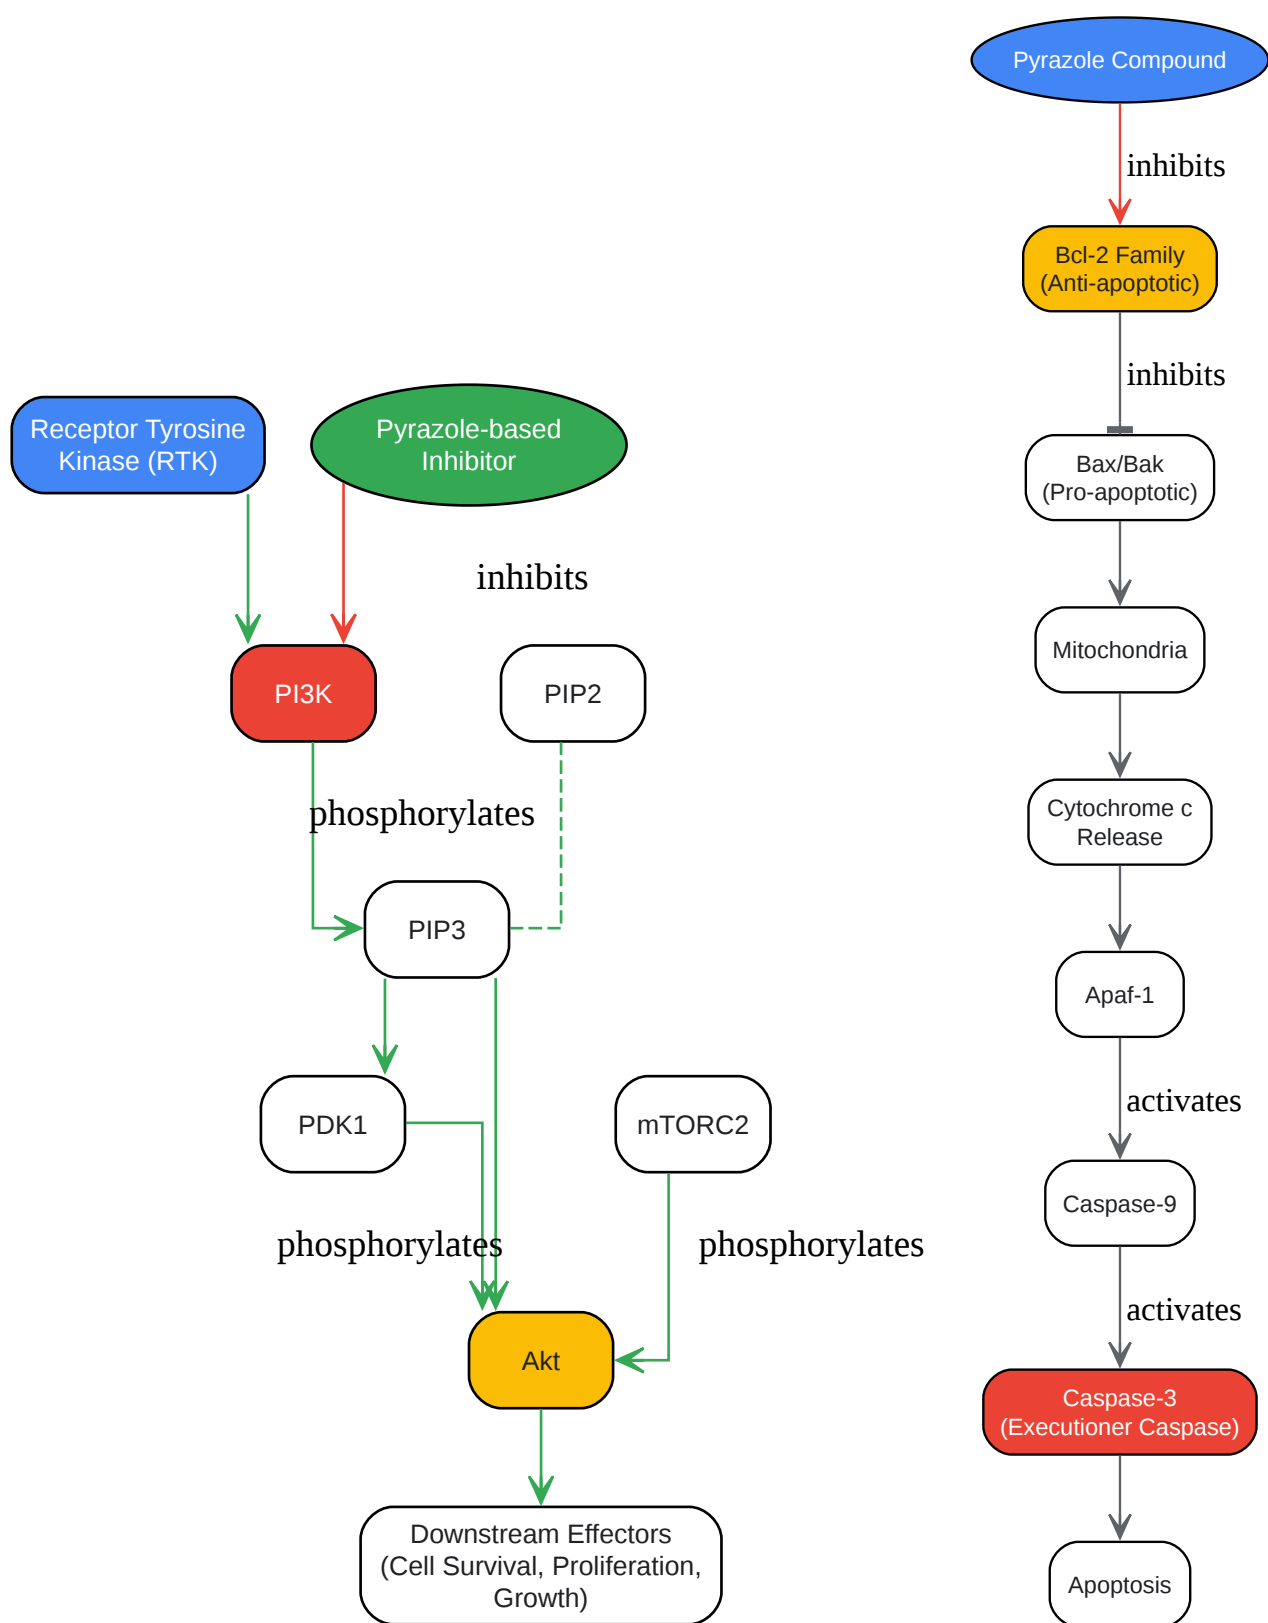 Pyrazole Compound
inhibits
Bcl-2 Family
(Anti-apoptotic)
inhibits
Bax/Bak
(Pro-apoptotic)
Mitochondria
Cytochrome c
Release
Apaf-1
activates
Caspase-9
activates
Caspase-3
(Executioner Caspase)
Apoptosis
Receptor Tyrosine
Kinase (RTK)
Pyrazole-based
Inhibitor
inhibits
PI3K
PIP2
phosphorylates
PIP3
PDK1
mTORC2
phosphorylates
phosphorylates
Akt
Downstream Effectors
(Cell Survival, Proliferation,
Growth)